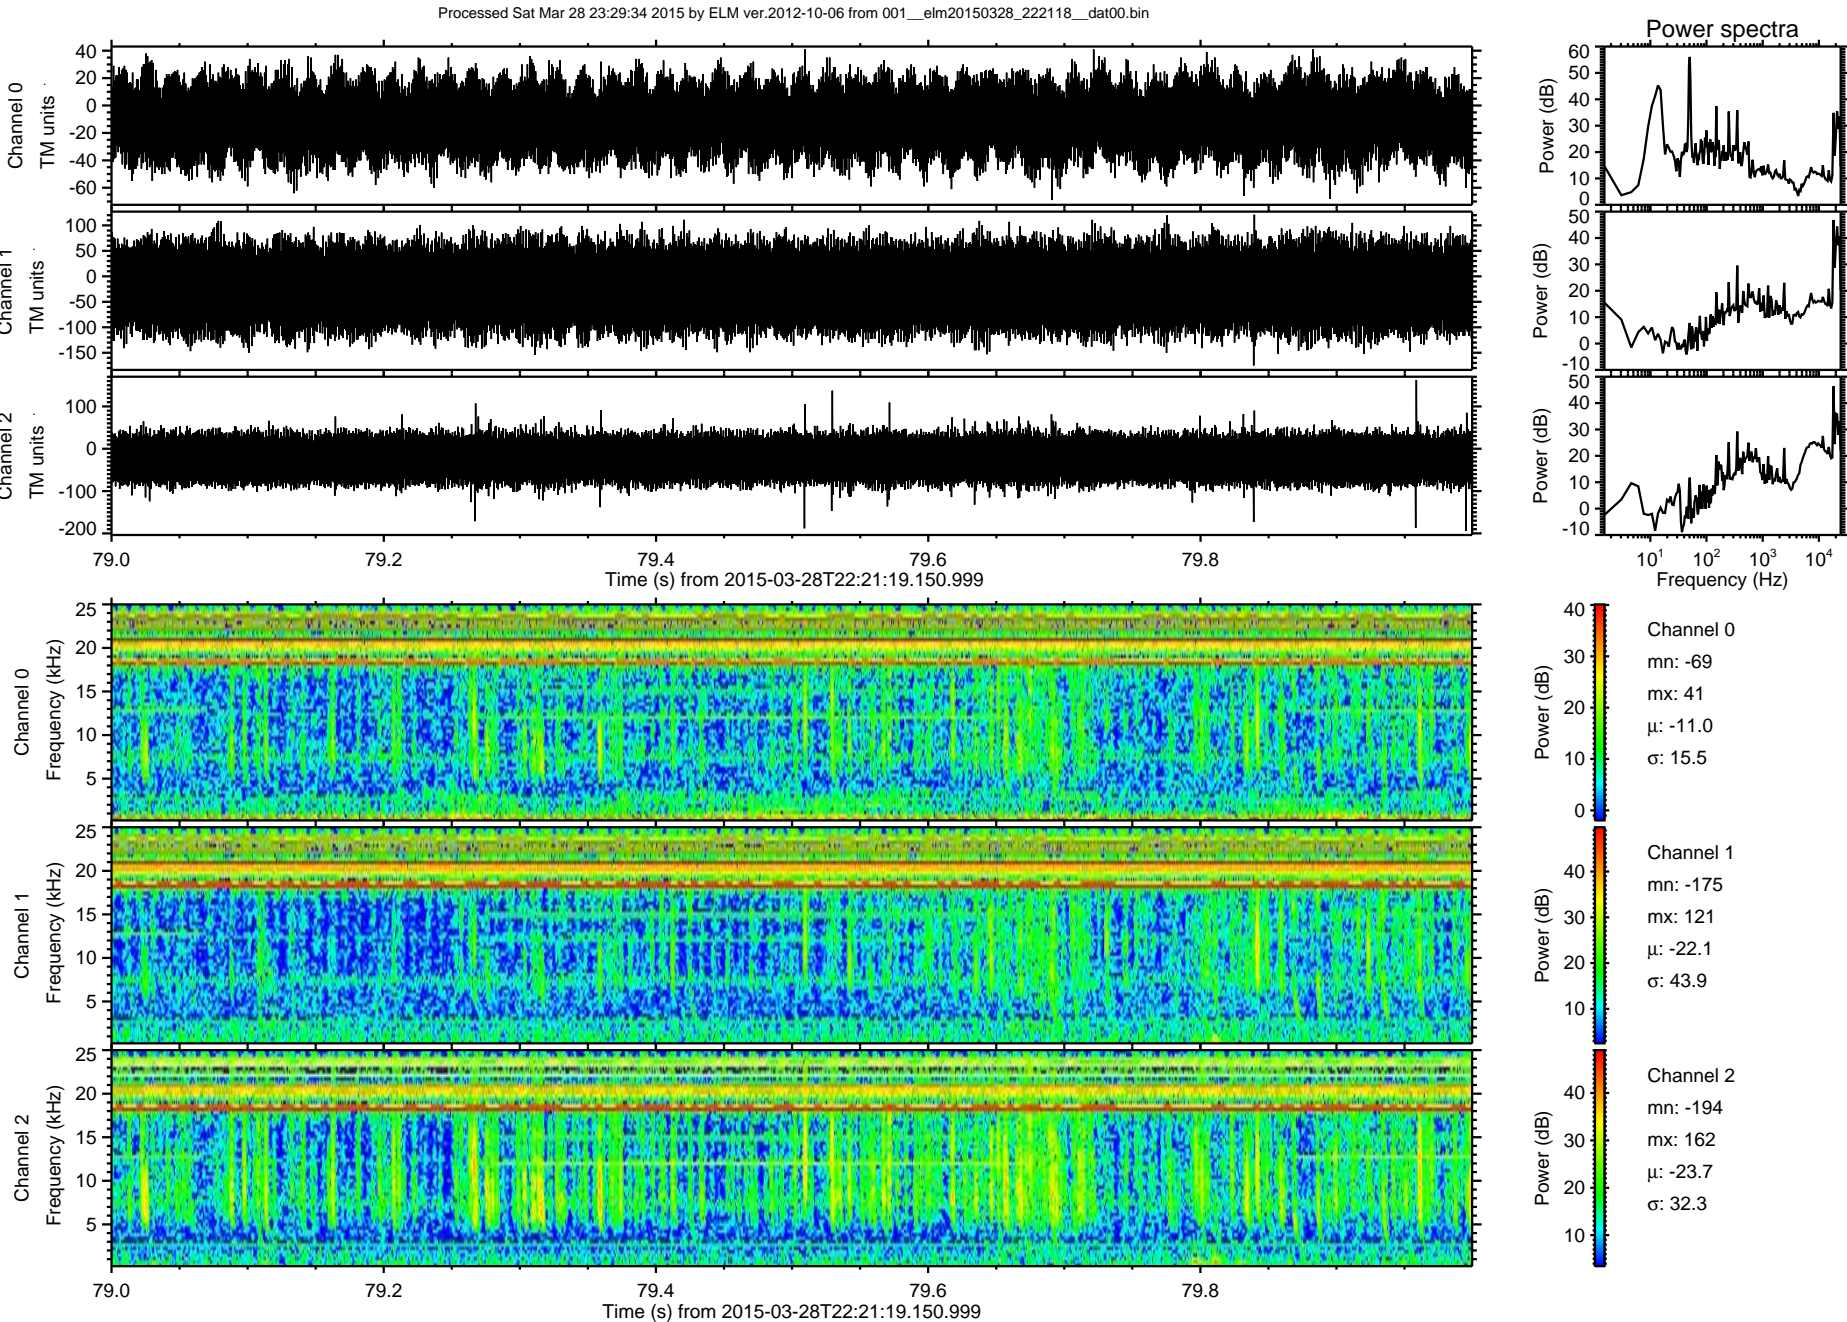 Processed Sat Mar 28 23:29:34 2015 by ELM ver.2012-10-06 from 001__elm20150328_222118__dat00.bin
Power spectra
Channel 0
TM units
40
20
0
-20
-40
-60
Power (dB)
60
50
40
30
20
10
0
Channel 1
TM units
100
50
0
-50
-100
-150
Power (dB)
50
40
30
20
10
0
-10
Channel 2
TM units
100
0
-100
-200
Power (dB)
50
40
30
20
10
0
-10
79.0 79.2 79.4 79.6 79.8
Time (s) from 2015-03-28T22:21:19.150.999
10^1 10^2 10^3 10^4
Frequency (Hz)
Channel 0
Frequency (kHz)
25
20
15
10
5
Power (dB)
40
30
20
10
0
Channel 0
mn: -69
mx: 41
μ: -11.0
σ: 15.5
Channel 1
Frequency (kHz)
25
20
15
10
5
Power (dB)
40
30
20
10
Channel 1
mn: -175
mx: 121
μ: -22.1
σ: 43.9
Channel 2
Frequency (kHz)
25
20
15
10
5
Power (dB)
40
30
20
10
Channel 2
mn: -194
mx: 162
μ: -23.7
σ: 32.3
79.0 79.2 79.4 79.6 79.8
Time (s) from 2015-03-28T22:21:19.150.999